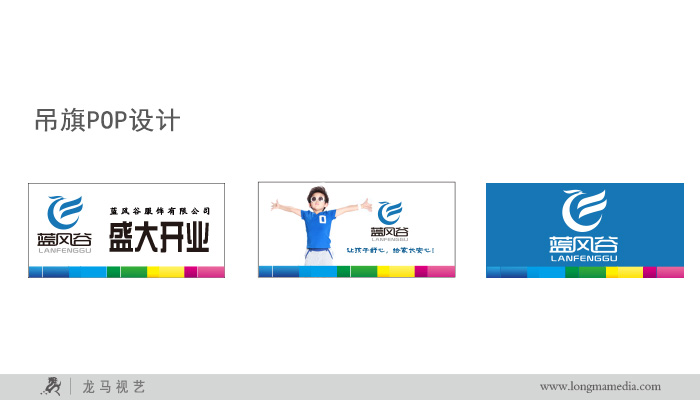 吊旗POP设计
蓝风谷
LANFENGGU
蓝风谷服饰有限公司
盛大开业
蓝风谷
LANFENGGU
让孩子舒心，给家长安心！
蓝风谷
LANFENGGU
龙马视艺
www.longmamedia.com